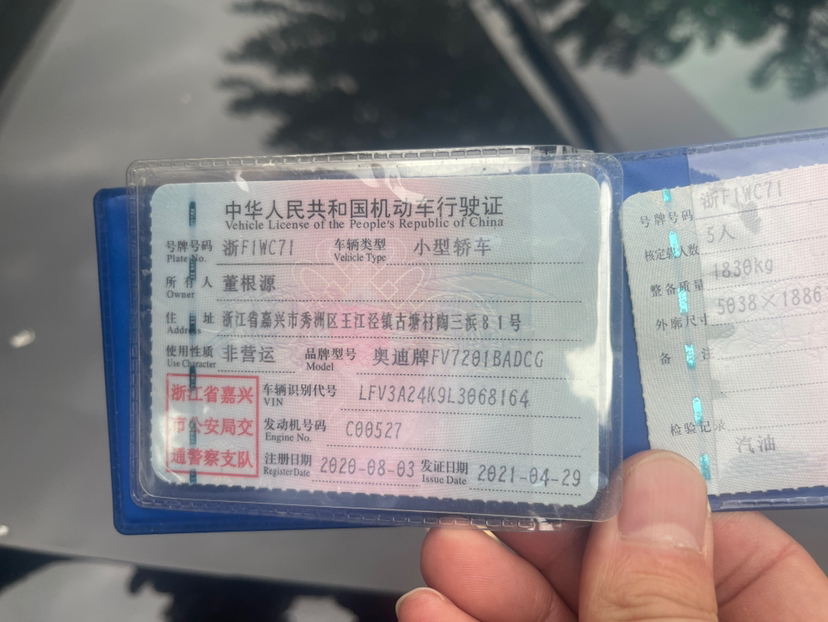 中华人民共和国机动车行驶证
Vehicle License of the People's Republic of China
号牌号码 浙F1WC71 车辆类型 小型轿车
Plate No. Vehicle Type
所有人 董根源
Owner
住址 浙江省嘉兴市秀洲区王江泾镇古塘村陶三浜81号
Address
使用性质 非营运 品牌型号 奥迪牌FV7201BADCG
Use Character Model
浙江省嘉兴
市公安局交
通警察支队
车辆识别代号 LFV3A24K9L3068164
VIN
发动机号码 C00527
Engine No.
注册日期 2020-08-03 发证日期 2021-04-29
Register Date Issue Date
号牌号码 浙F1WC71
核定载人数 5人
整备质量 1830kg
外廓尺寸 5038×1886
备注
检验记录
汽油